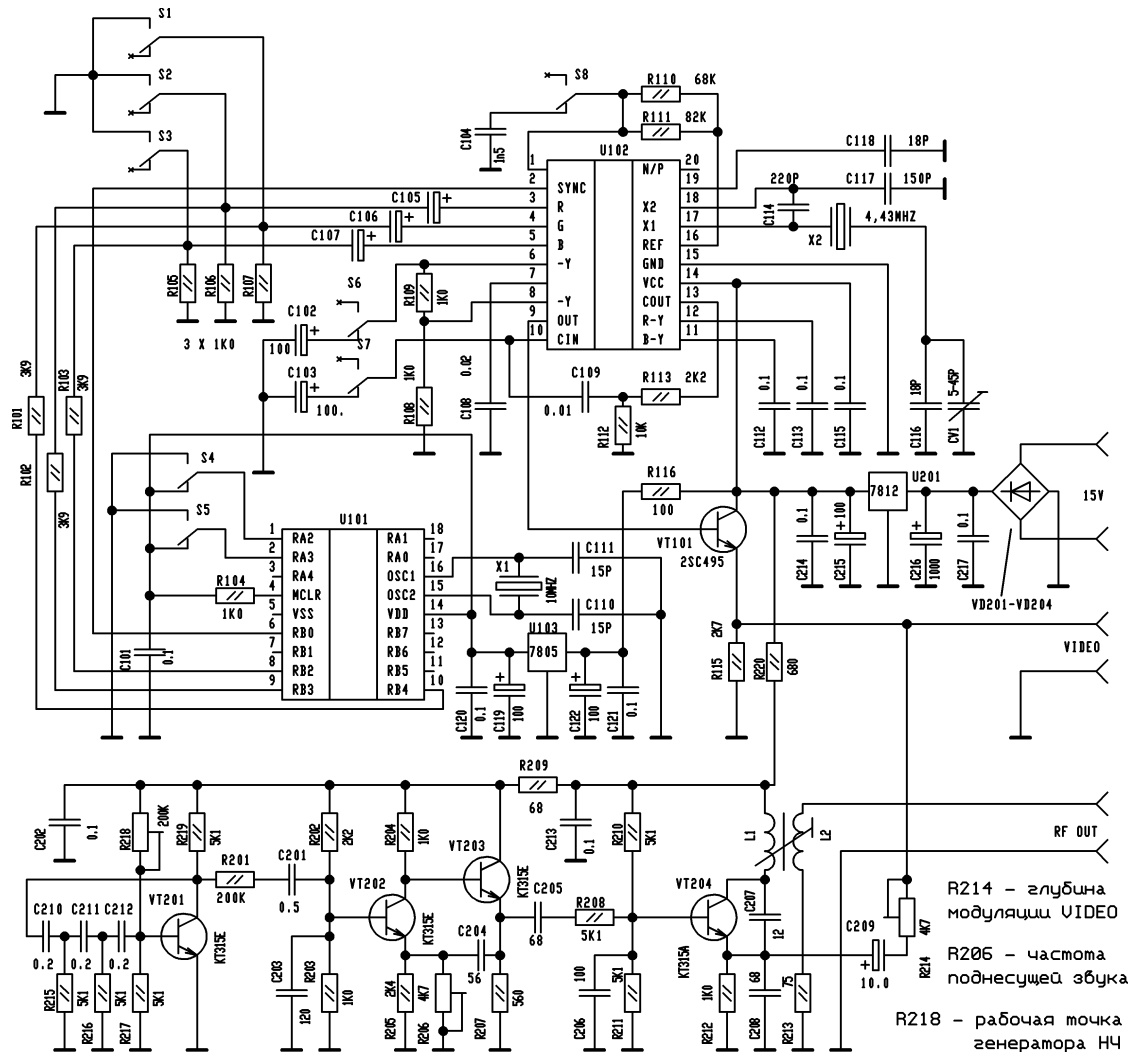 S1
S2
S3
S8
R110 68K
R111 82K
C104
1n5
U102
1
2
3
4
5
6
7
8
9
10
SYNC
R
G
B
-Y
-Y
OUT
CIN
N/P
X2
X1
REF
GND
VCC
COUT
R-Y
B-Y
20
19
18
17
16
15
14
13
12
11
C118 18P
220P C117 150P
C114
X2
4,43MHZ
C105
C106
C107
R105
R106
R107
3 X 1K0
S6
S7
R109
1K0
C102
100
C103
100.
1K0
R108
0.02
C108
C109
0.01
R113 2K2
R112
10K
0.1
C112
0.1
C113
0.1
C115
18P
C116
5-45P
CV1
3K9
R101
R103
3K9
R102
3K9
S4
S5
R104
1K0
C101
0.1
U101
1
2
3
4
5
6
7
8
9
RA2
RA3
RA4
MCLR
VSS
RB0
RB1
RB2
RB3
RA1
RA0
OSC1
OSC2
VDD
RB7
RB6
RB5
RB4
18
17
16
15
14
13
12
11
10
X1
10MHZ
C111
15P
C110
15P
U103
7805
C120
0.1
C119
100
C122
100
C121
0.1
R116
100
VT101
2SC495
2K7
R115
R220
680
0.1
C214
100
C215
U201
7812
C216
1000
0.1
C217
15V
VD201-VD204
VIDEO
RF OUT
R209
68
C202
0.1
R218
200K
R219
5K1
R201
200K
C201
0.5
R202
2K2
R204
1K0
VT203
KT315E
C213
0.1
R210
5K1
L1
L2
VT201
KT315E
C210
C211
C212
0.2
0.2
0.2
R215
5K1
R216
5K1
R217
C203
120
R203
1K0
VT202
KT315E
C204
56
2K4
R205
4K7
R206
R207
560
C205
68
R208
5K1
100
C206
5K1
R211
VT204
KT315A
C207
12
1K0
R212
68
C208
75
R213
C209
10.0
4K7
R214
R214 – глубина
модуляции VIDEO
R206 – частота
поднесущей звука
R218 – рабочая точка
генератора НЧ